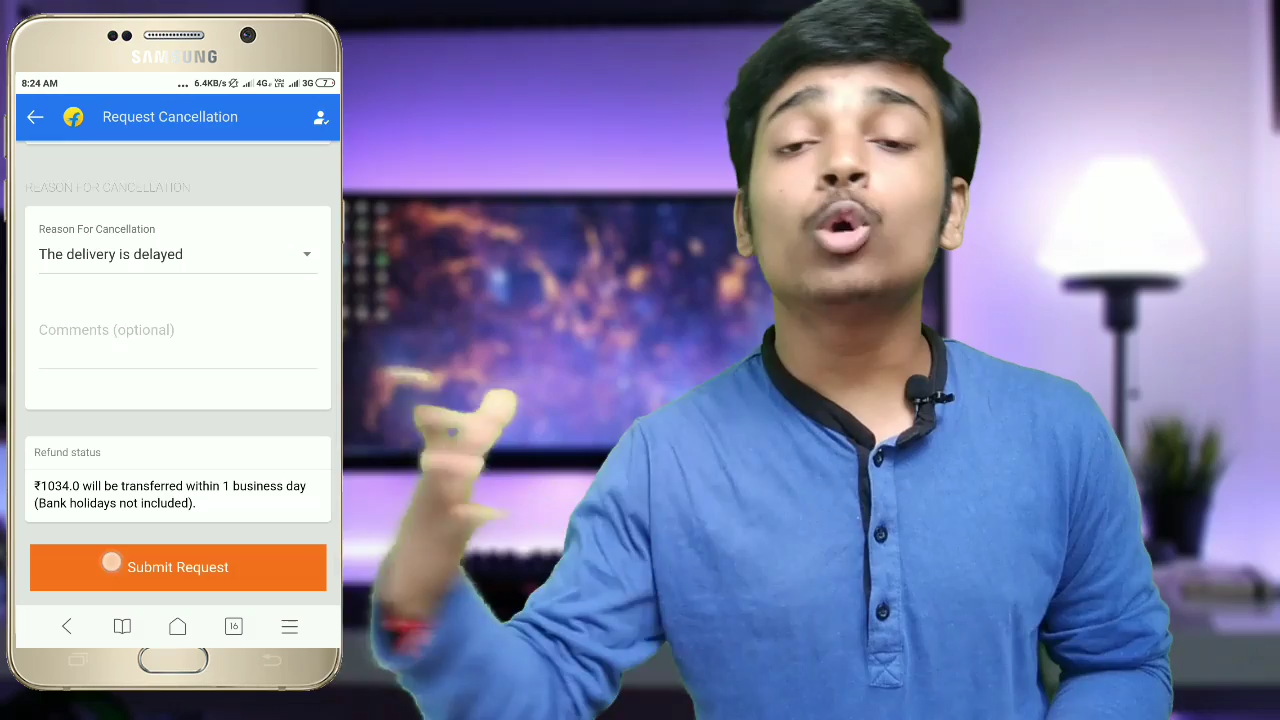 SAMSUNG
8:24 AM
... 6.4KB/s 4G+ VoLTE 3G 7
Request Cancellation
REASON FOR CANCELLATION
Reason For Cancellation
The delivery is delayed
Comments (optional)
Refund status
₹1034.0 will be transferred within 1 business day
(Bank holidays not included).
Submit Request
16